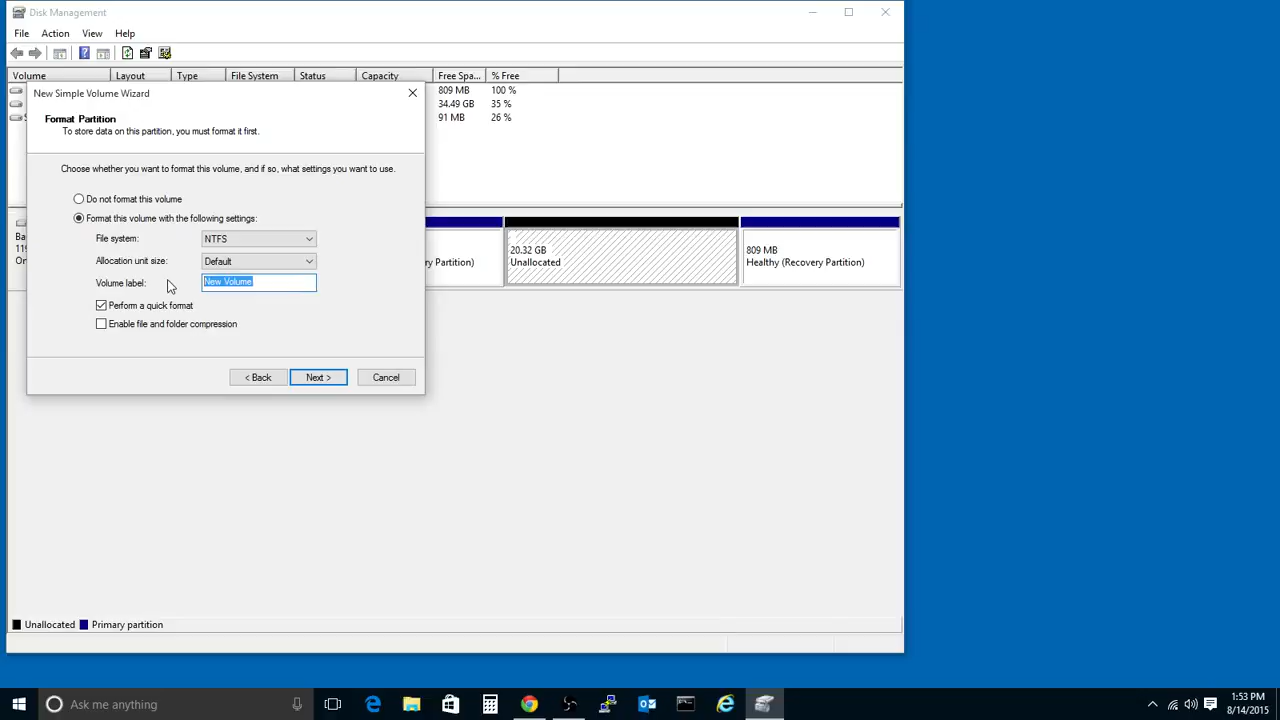 Disk Management
File Action View Help
Volume Layout Type File System Status Capacity Free Spa... % Free
809 MB 100 %
34.49 GB 35 %
91 MB 26 %
New Simple Volume Wizard
Format Partition
To store data on this partition, you must format it first.
Choose whether you want to format this volume, and if so, what settings you want to use.
Do not format this volume
Format this volume with the following settings:
File system: NTFS
Allocation unit size: Default
Volume label: New Volume
Perform a quick format
Enable file and folder compression
< Back Next > Cancel
Ba
119
On
ry Partition)
20.32 GB
Unallocated
809 MB
Healthy (Recovery Partition)
Unallocated Primary partition
Ask me anything
1:53 PM
8/14/2015